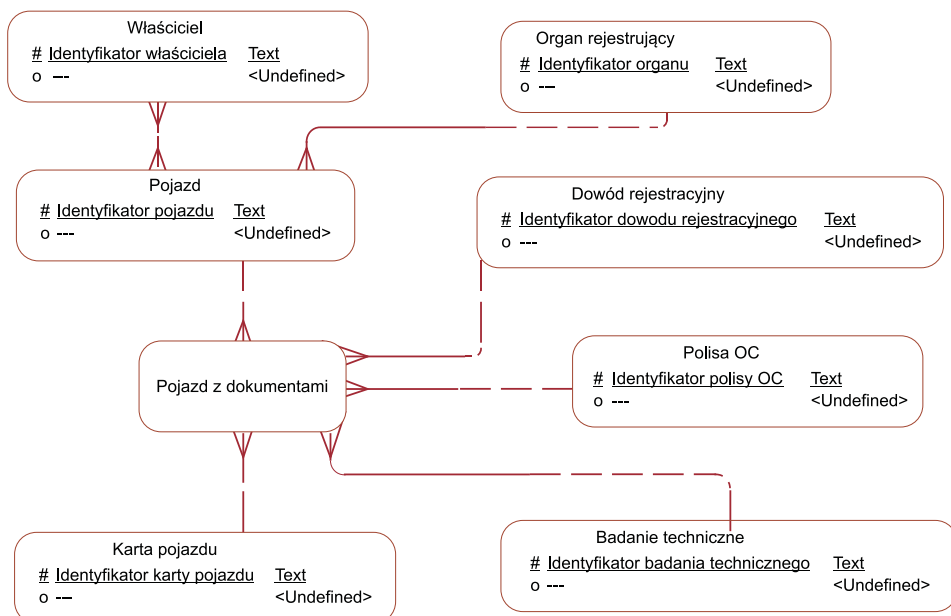 Właściciel
# Identyfikator właściciela Text
o --- <Undefined>
Organ rejestrujący
# Identyfikator organu Text
o --- <Undefined>
Pojazd
# Identyfikator pojazdu Text
o --- <Undefined>
Dowód rejestracyjny
# Identyfikator dowodu rejestracyjnego Text
o --- <Undefined>
Pojazd z dokumentami
Polisa OC
# Identyfikator polisy OC Text
o --- <Undefined>
Karta pojazdu
# Identyfikator karty pojazdu Text
o --- <Undefined>
Badanie techniczne
# Identyfikator badania technicznego Text
o --- <Undefined>